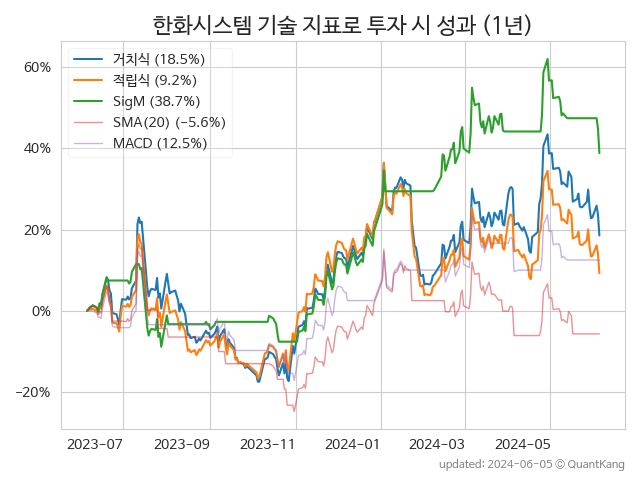 한화시스템 기술 지표로 투자 시 성과 (1년)
거치식 (18.5%)
적립식 (9.2%)
SigM (38.7%)
SMA(20) (−5.6%)
MACD (12.5%)
60%
40%
20%
0%
−20%
2023-07 2023-09 2023-11 2024-01 2024-03 2024-05
updated: 2024-06-05 ⓒ QuantKang